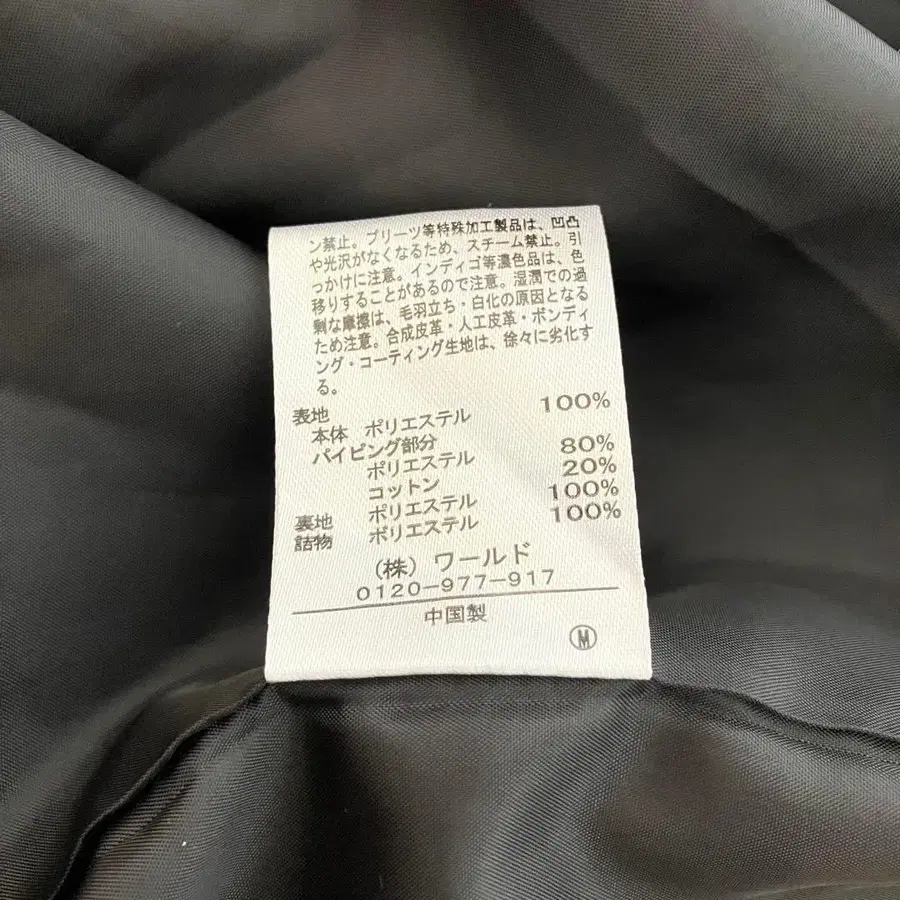 ン禁止。プリーツ等特殊加工製品は、凹凸
や光沢がなくなるため、スチーム禁止。引
っかけに注意。インディゴ等濃色品は、色
移りすることがあるので注意。湿潤での過
剰な摩擦は、毛羽立ち・白化の原因となる
ため注意。合成皮革・人工皮革・ボンディ
ング・コーティング生地は、徐々に劣化す
る。
表地
本体 ポリエステル 100%
パイピング部分
ポリエステル 80%
コットン 20%
裏地 ポリエステル 100%
詰物 ポリエステル 100%
(株) ワールド
0120-977-917
中国製
Ⓜ